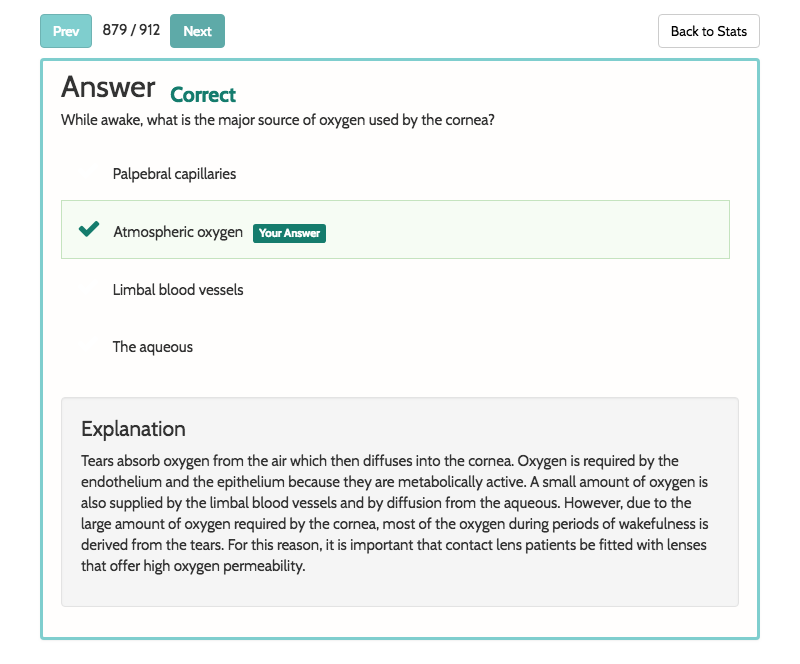 Prev 879 / 912 Next Back to Stats
Answer Correct
While awake, what is the major source of oxygen used by the cornea?
Palpebral capillaries
Atmospheric oxygen Your Answer
Limbal blood vessels
The aqueous
Explanation
Tears absorb oxygen from the air which then diffuses into the cornea. Oxygen is required by the
endothelium and the epithelium because they are metabolically active. A small amount of oxygen is
also supplied by the limbal blood vessels and by diffusion from the aqueous. However, due to the
large amount of oxygen required by the cornea, most of the oxygen during periods of wakefulness is
derived from the tears. For this reason, it is important that contact lens patients be fitted with lenses
that offer high oxygen permeability.